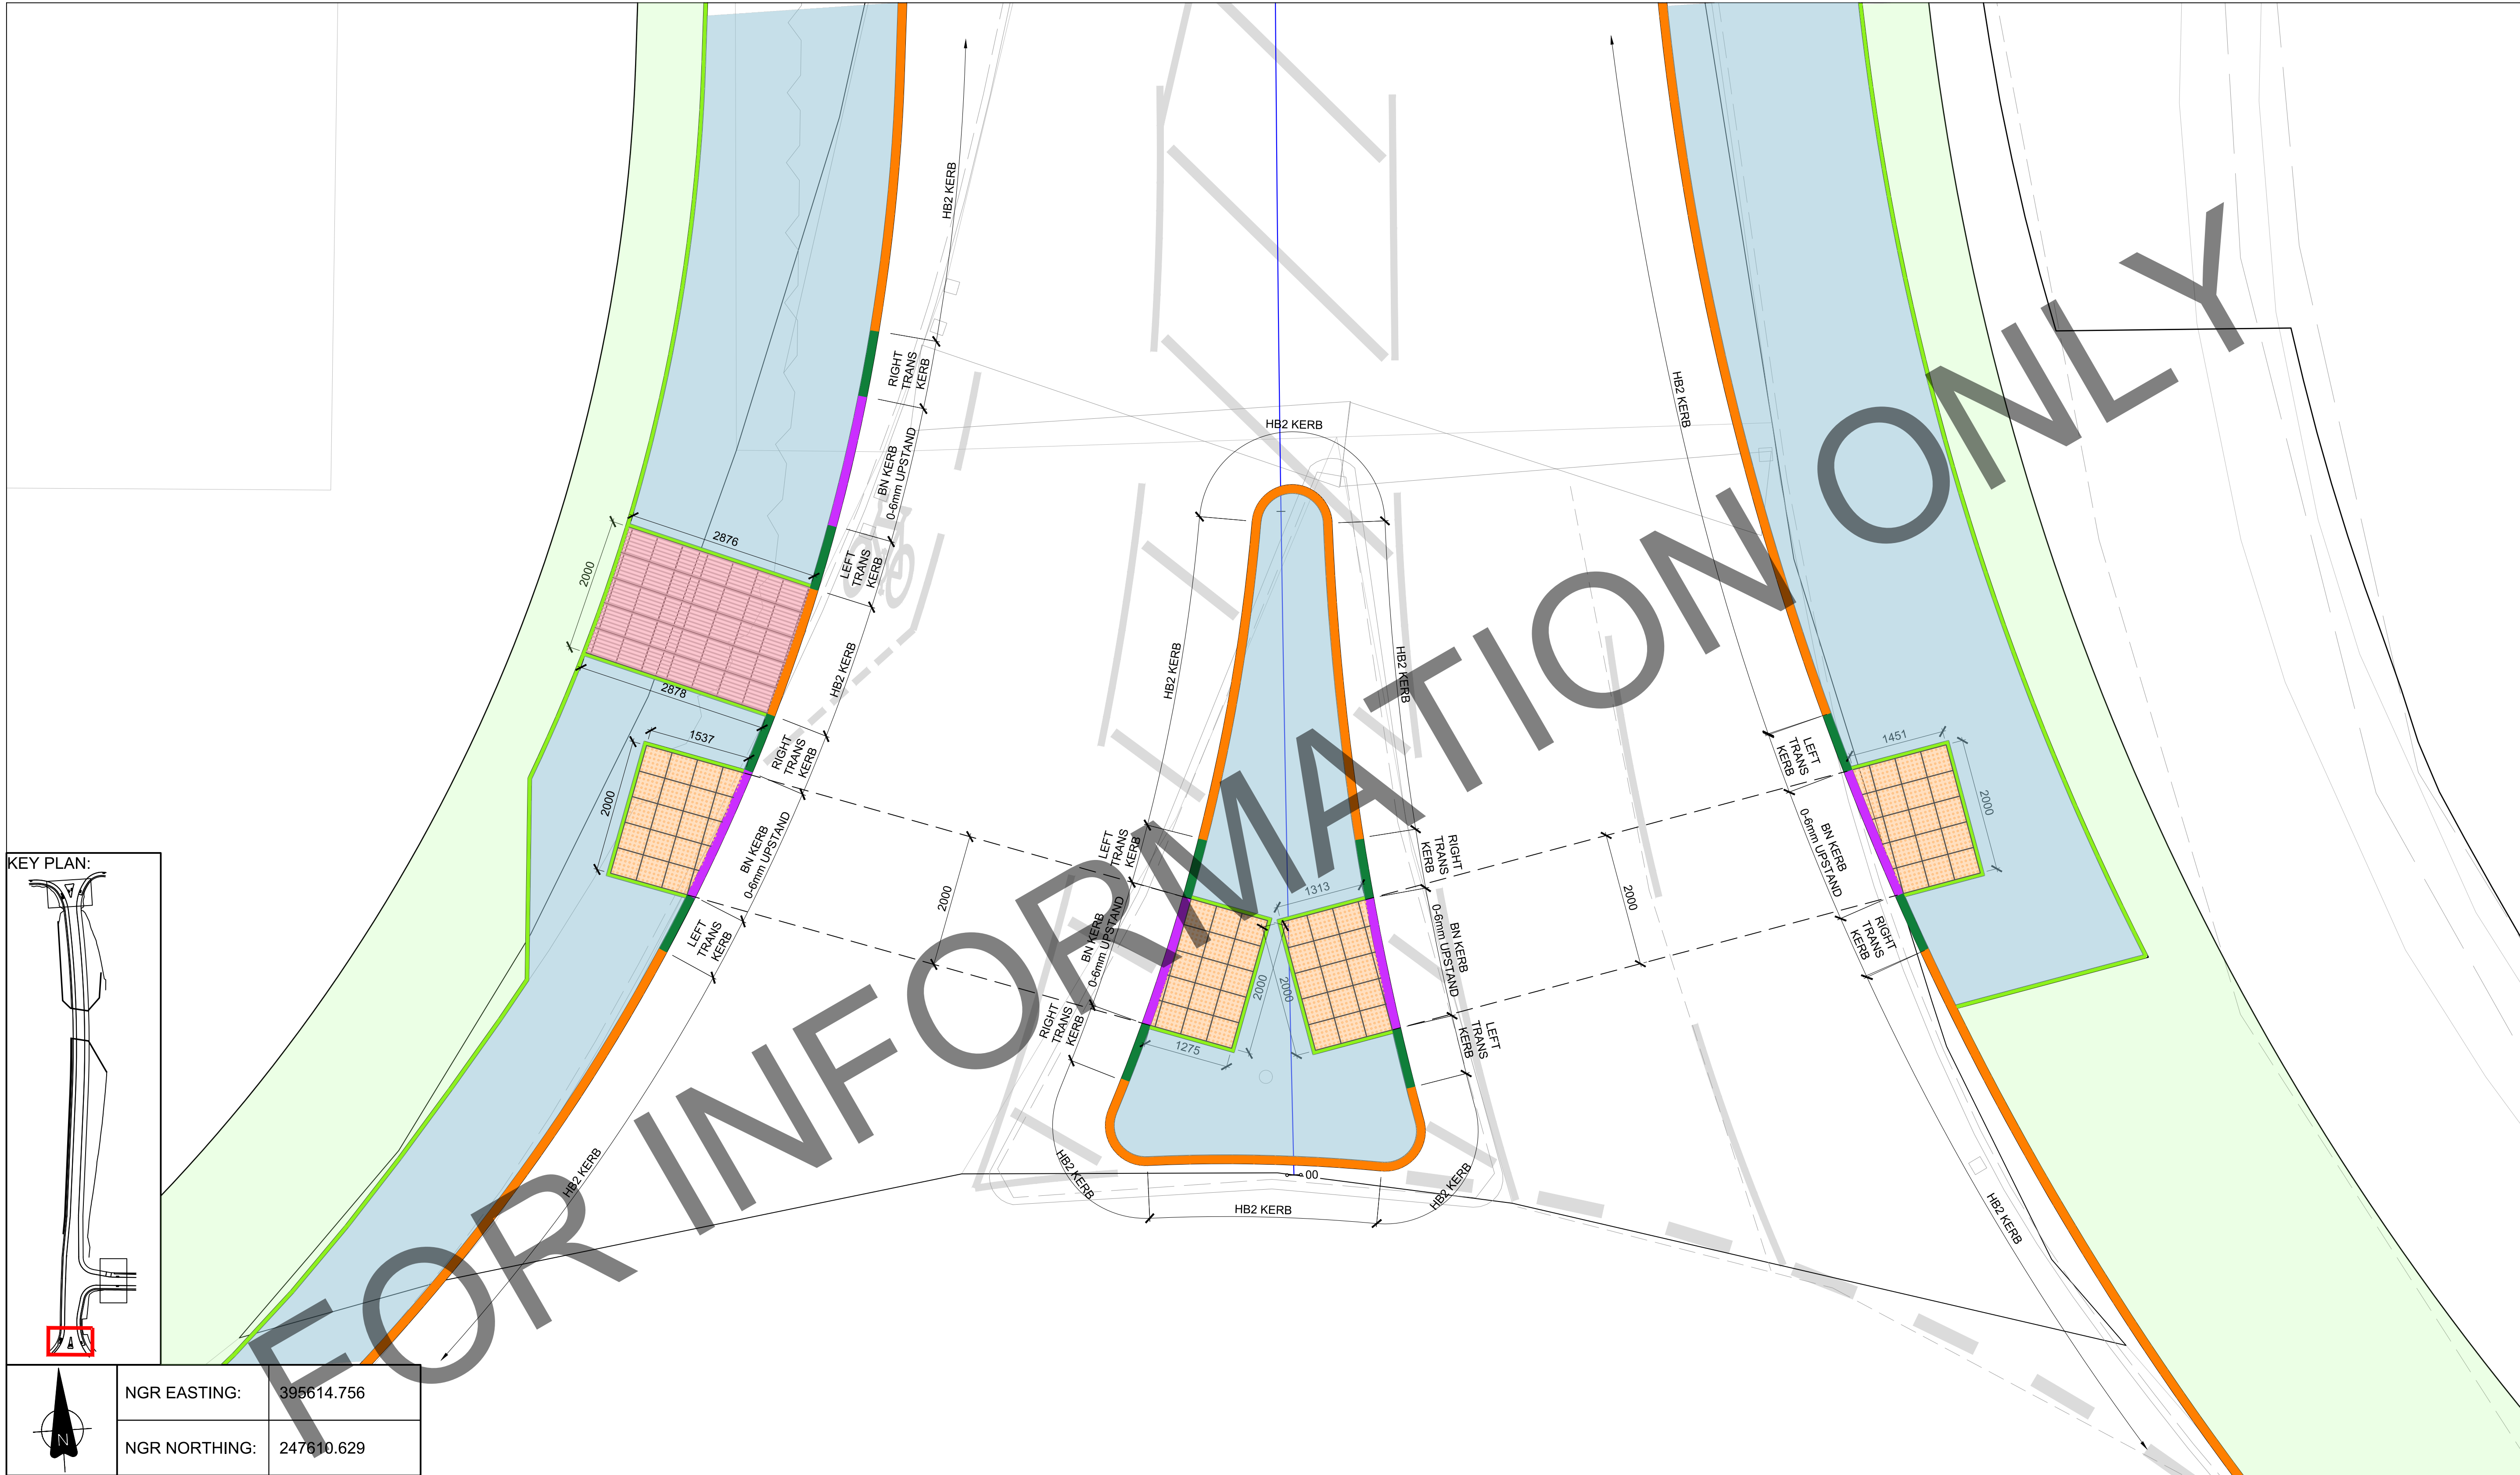 HB2 KERB
RIGHT
TRANS
KERB
BN KERB
0-6mm UPSTAND
LEFT
TRANS
KERB
HB2 KERB
RIGHT
TRANS
KERB
BN KERB
0-6mm UPSTAND
LEFT
TRANS
KERB
HB2 KERB
2876
2000
2878
1537
2000
2000
HB2 KERB
HB2 KERB
HB2 KERB
LEFT
TRANS
KERB
BN KERB
0-6mm UPSTAND
RIGHT
TRANS
KERB
RIGHT
TRANS
KERB
BN KERB
0-6mm UPSTAND
LEFT
TRANS
KERB
1313
2000
2000
1275
HB2 KERB
HB2 KERB
HB2 KERB
00
2000
HB2 KERB
LEFT
TRANS
KERB
BN KERB
0-6mm UPSTAND
RIGHT
TRANS
KERB
1451
2000
HB2 KERB
FOR INFORMATION ONLY
KEY PLAN:
N
NGR EASTING: 395614.756
NGR NORTHING: 247610.629